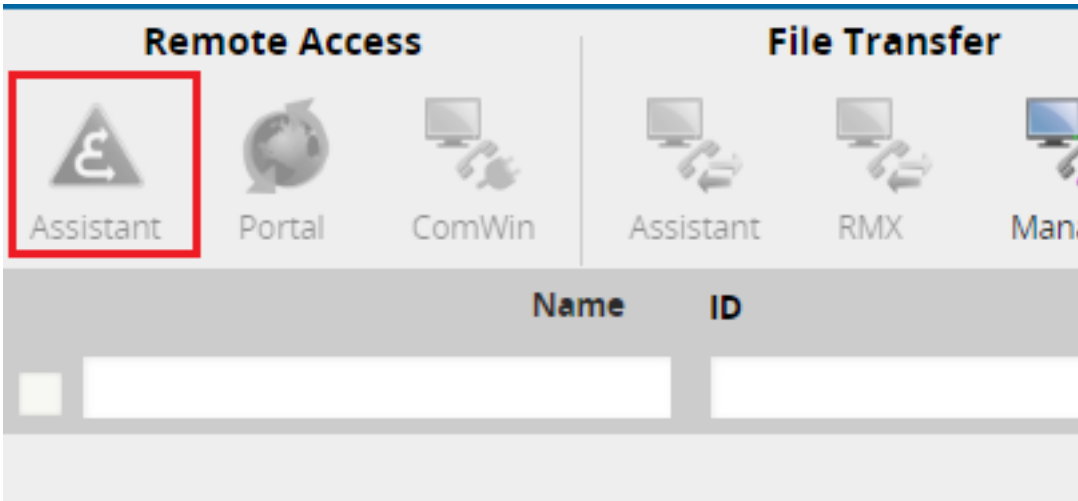 Remote Access File Transfer
Assistant Portal ComWin Assistant RMX
Name ID